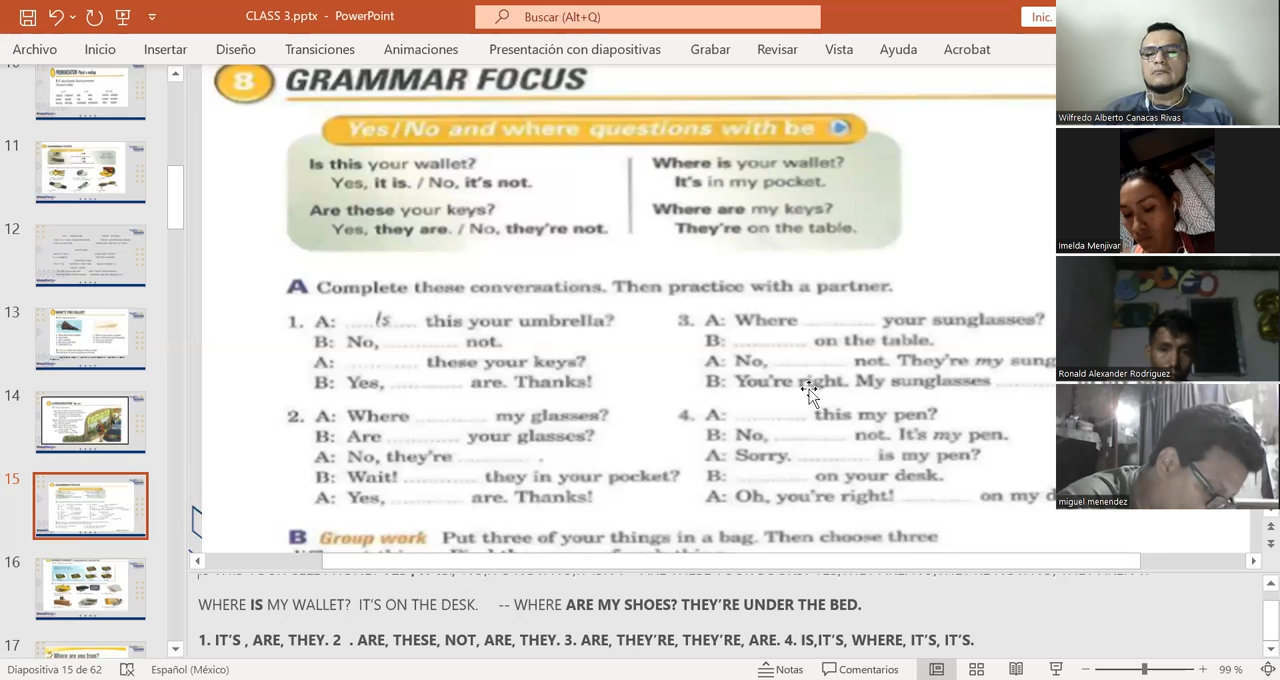 CLASS 3.pptx - PowerPoint
Buscar (Alt+Q)
Inic.
Archivo Inicio Insertar Diseño Transiciones Animaciones Presentación con diapositivas Grabar Revisar Vista Ayuda Acrobat
8 GRAMMAR FOCUS
Yes/No and where questions with be
Is this your wallet?
Yes, it is. / No, it's not.
Are these your keys?
Yes, they are. / No, they're not.
Where is your wallet?
It's in my pocket.
Where are my keys?
They're on the table.
A Complete these conversations. Then practice with a partner.
1. A: ....Is.... this your umbrella?
B: No, .......... not.
A: .......... these your keys?
B: Yes, .......... are. Thanks!
2. A: Where .......... my glasses?
B: Are .......... your glasses?
A: No, they're .......... .
B: Wait! .......... they in your pocket?
A: Yes, .......... are. Thanks!
3. A: Where .......... your sunglasses?
B: .......... on the table.
A: No, .......... not. They're my sung
B: You're right. My sunglasses ..........
4. A: .......... this my pen?
B: No, .......... not. It's my pen.
A: Sorry. .......... is my pen?
B: .......... on your desk.
A: Oh, you're right! .......... on my d
B Group work Put three of your things in a bag. Then choose three
WHERE IS MY WALLET? IT'S ON THE DESK. -- WHERE ARE MY SHOES? THEY'RE UNDER THE BED.
1. IT'S , ARE, THEY. 2 . ARE, THESE, NOT, ARE, THEY. 3. ARE, THEY'RE, THEY'RE, ARE. 4. IS,IT'S, WHERE, IT'S, IT'S.
11
12
13
14
15
16
17
Wilfredo Alberto Canacas Rivas
Imelda Menjivar
Ronald Alexander Rodriguez
miguel menendez
Diapositiva 15 de 62 Español (México) Notas Comentarios 99 %